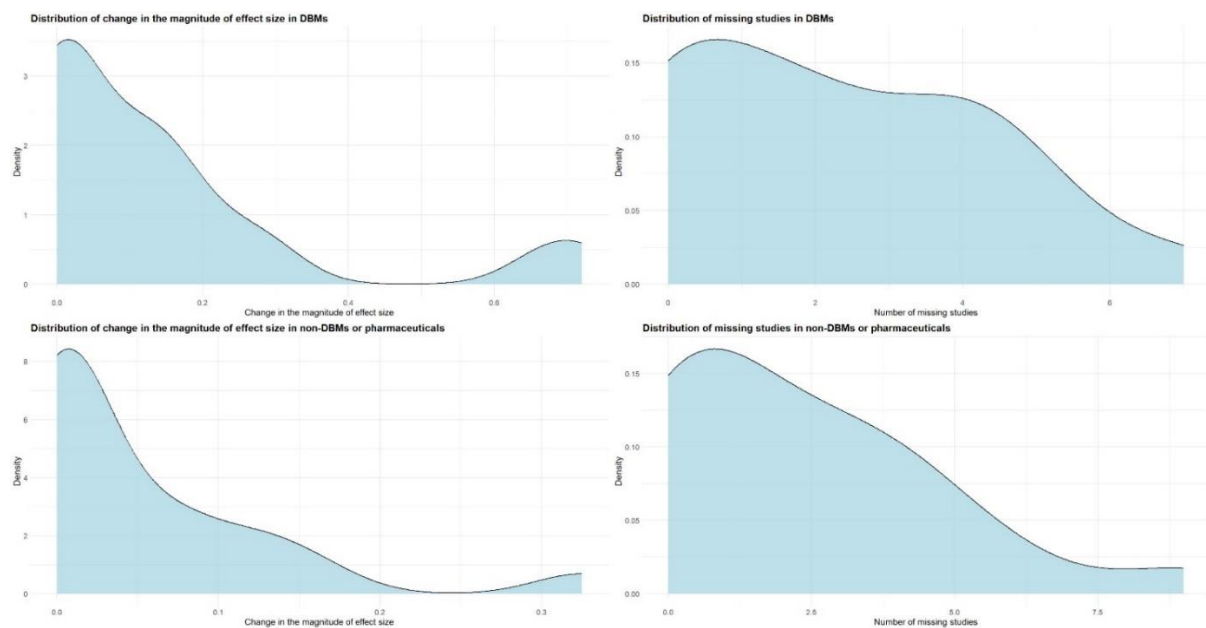 Distribution of change in the magnitude of effect size in DBMs
Density
3
2
1
0
0.0 0.2 0.4 0.6
Change in the magnitude of effect size
Distribution of missing studies in DBMs
Density
0.15
0.10
0.05
0.00
0 2 4 6
Number of missing studies
Distribution of change in the magnitude of effect size in non-DBMs or pharmaceuticals
Density
8
6
4
2
0
0.0 0.1 0.2 0.3
Change in the magnitude of effect size
Distribution of missing studies in non-DBMs or pharmaceuticals
Density
0.15
0.10
0.05
0.00
0.0 2.5 5.0 7.5
Number of missing studies